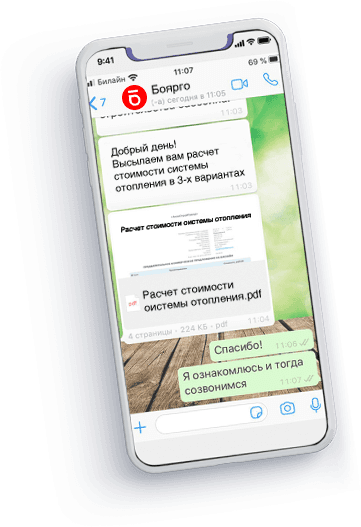 9:41
Билайн 11:07 69 %
7 Боярго
(-а) сегодня в 11:05
11:03
Добрый день!
Высылаем вам расчет
стоимости системы
отопления в 3-х вариантах
11:03
Расчет стоимости системы отопления
pdf Расчет стоимости
оистемы отопления.pdf
4 страницы · 224 КБ · pdf 11:04
Спасибо! 11:06
Я ознакомлюсь и тогда
созвонимся 11:07